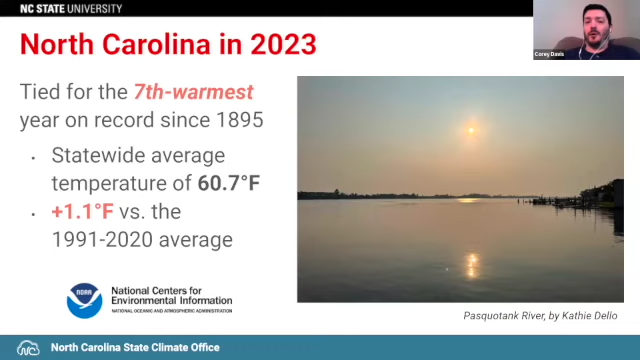 NC STATE UNIVERSITY
North Carolina in 2023
Corey Davis
Tied for the 7th-warmest
year on record since 1895
• Statewide average
temperature of 60.7°F
• +1.1°F vs. the
1991-2020 average
NOAA
National Centers for
Environmental Information
NATIONAL OCEANIC AND ATMOSPHERIC ADMINISTRATION
Pasquotank River, by Kathie Dello
North Carolina State Climate Office